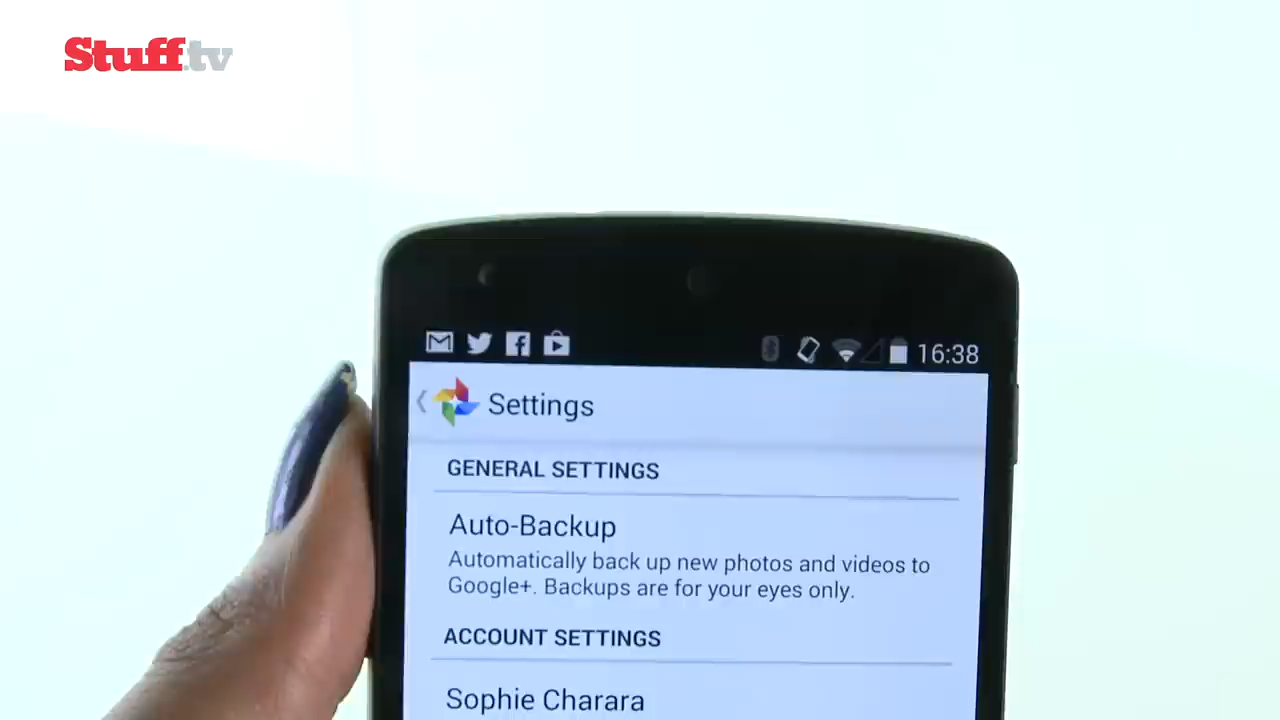 Stuff.tv
16:38
Settings
GENERAL SETTINGS
Auto-Backup
Automatically back up new photos and videos to
Google+. Backups are for your eyes only.
ACCOUNT SETTINGS
Sophie Charara